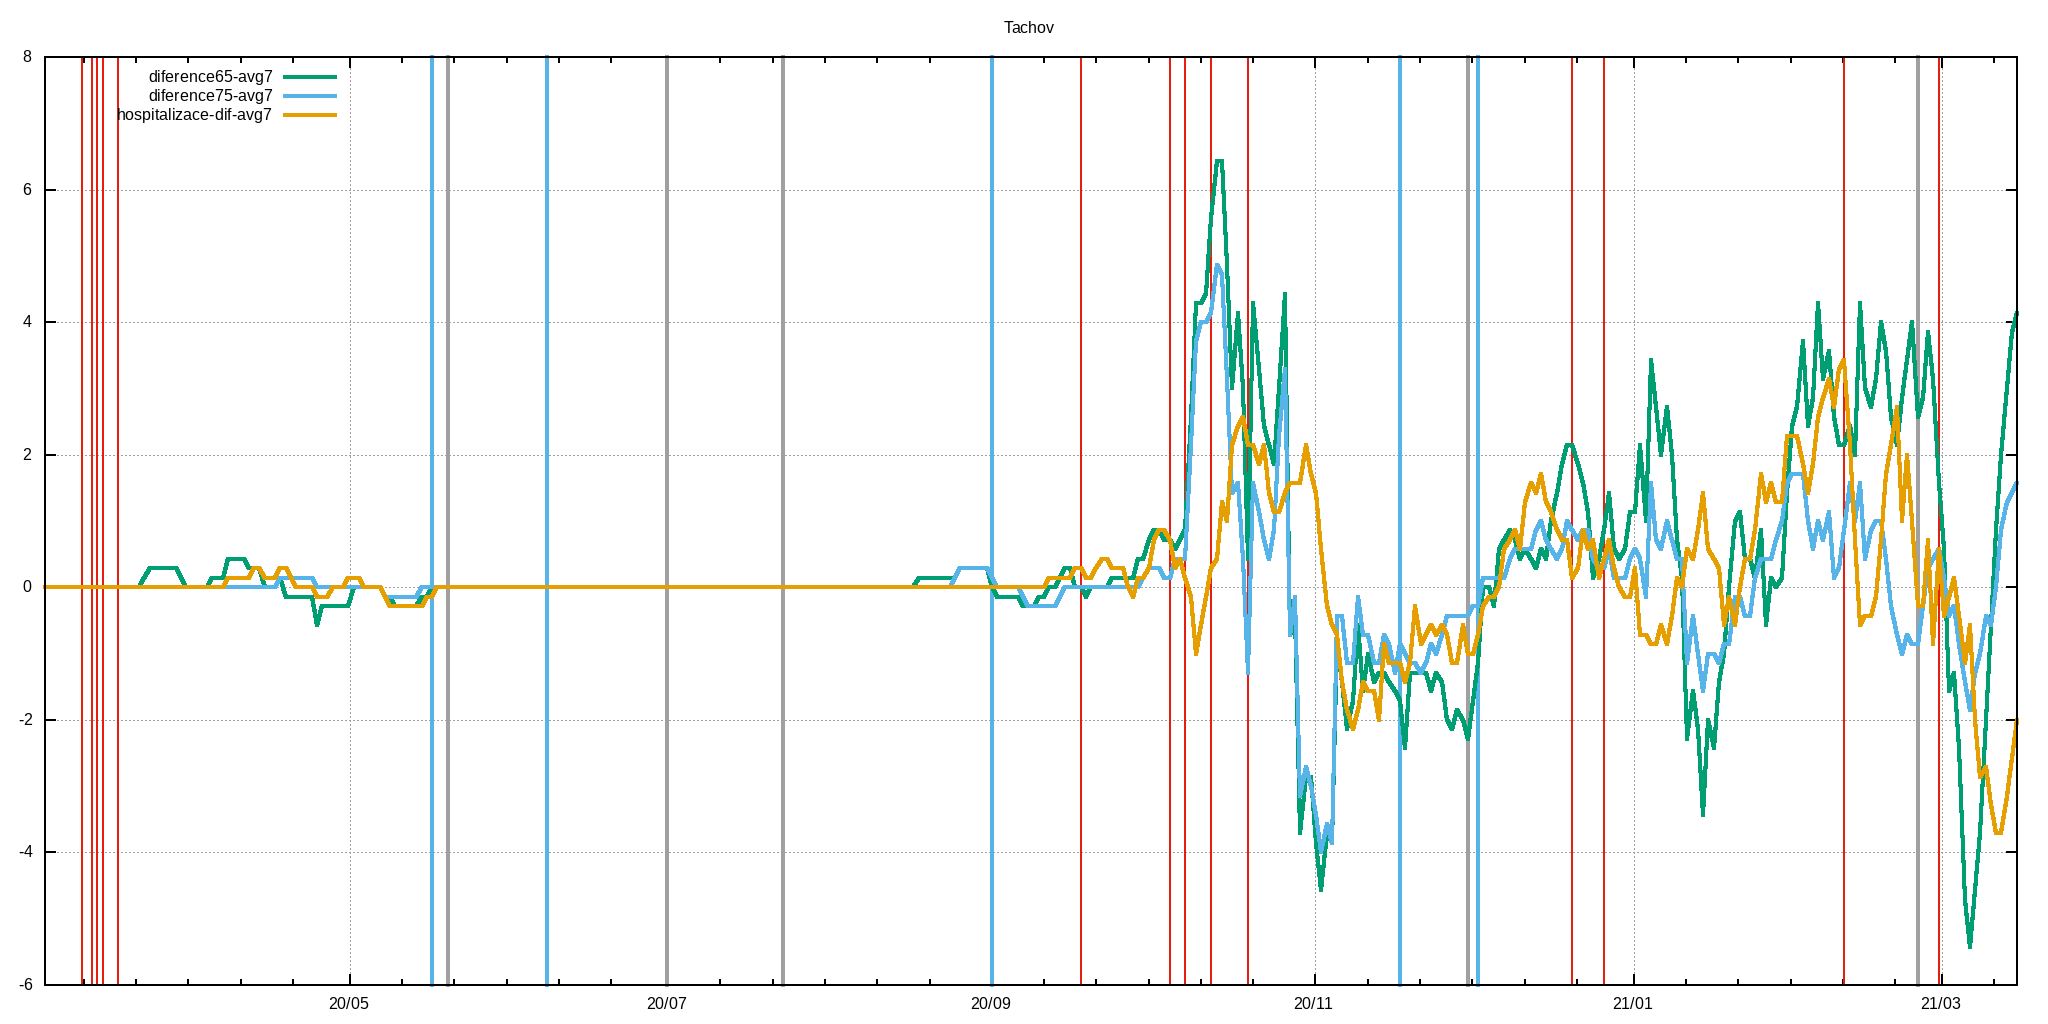 Tachov
diference65-avg7
diference75-avg7
hospitalizace-dif-avg7
8
6
4
2
0
-2
-4
-6
20/05 20/07 20/09 20/11 21/01 21/03